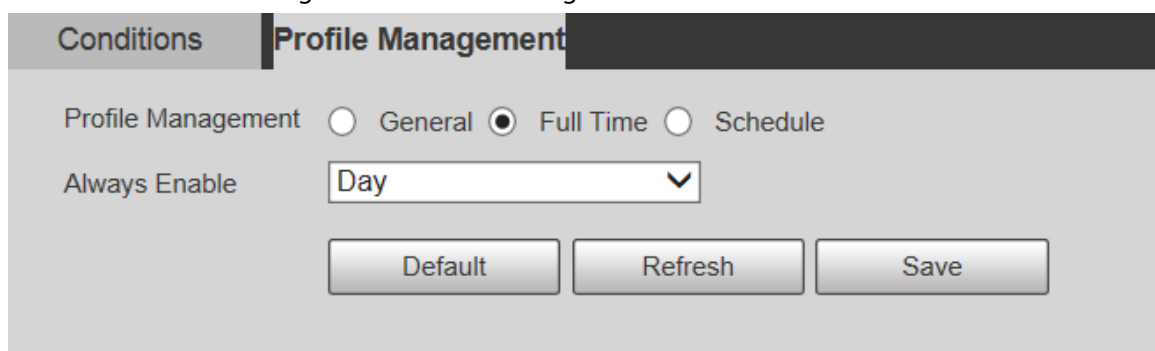 Conditions Profile Management
Profile Management General Full Time Schedule
Always Enable Day
Default Refresh Save